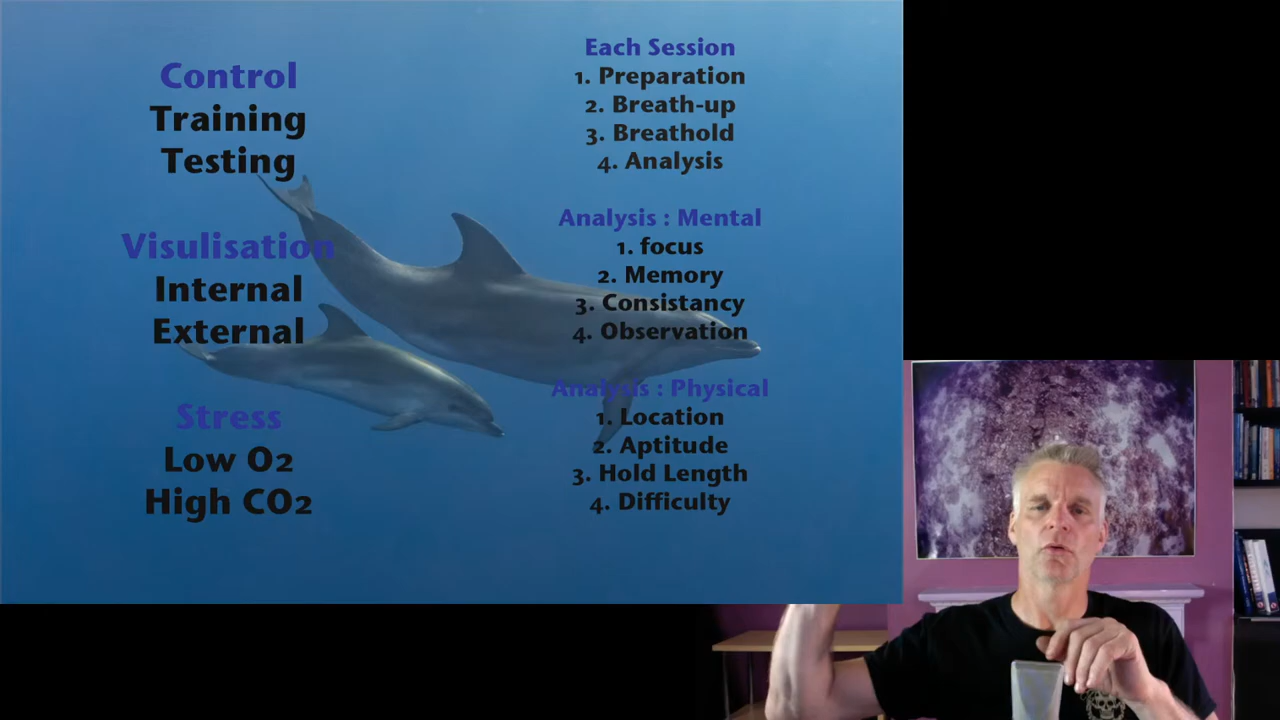 Control
Training
Testing
Visulisation
Internal
External
Stress
Low O2
High CO2
Each Session
1. Preparation
2. Breath-up
3. Breathold
4. Analysis
Analysis : Mental
1. focus
2. Memory
3. Consistancy
4. Observation
Analysis : Physical
1. Location
2. Aptitude
3. Hold Length
4. Difficulty